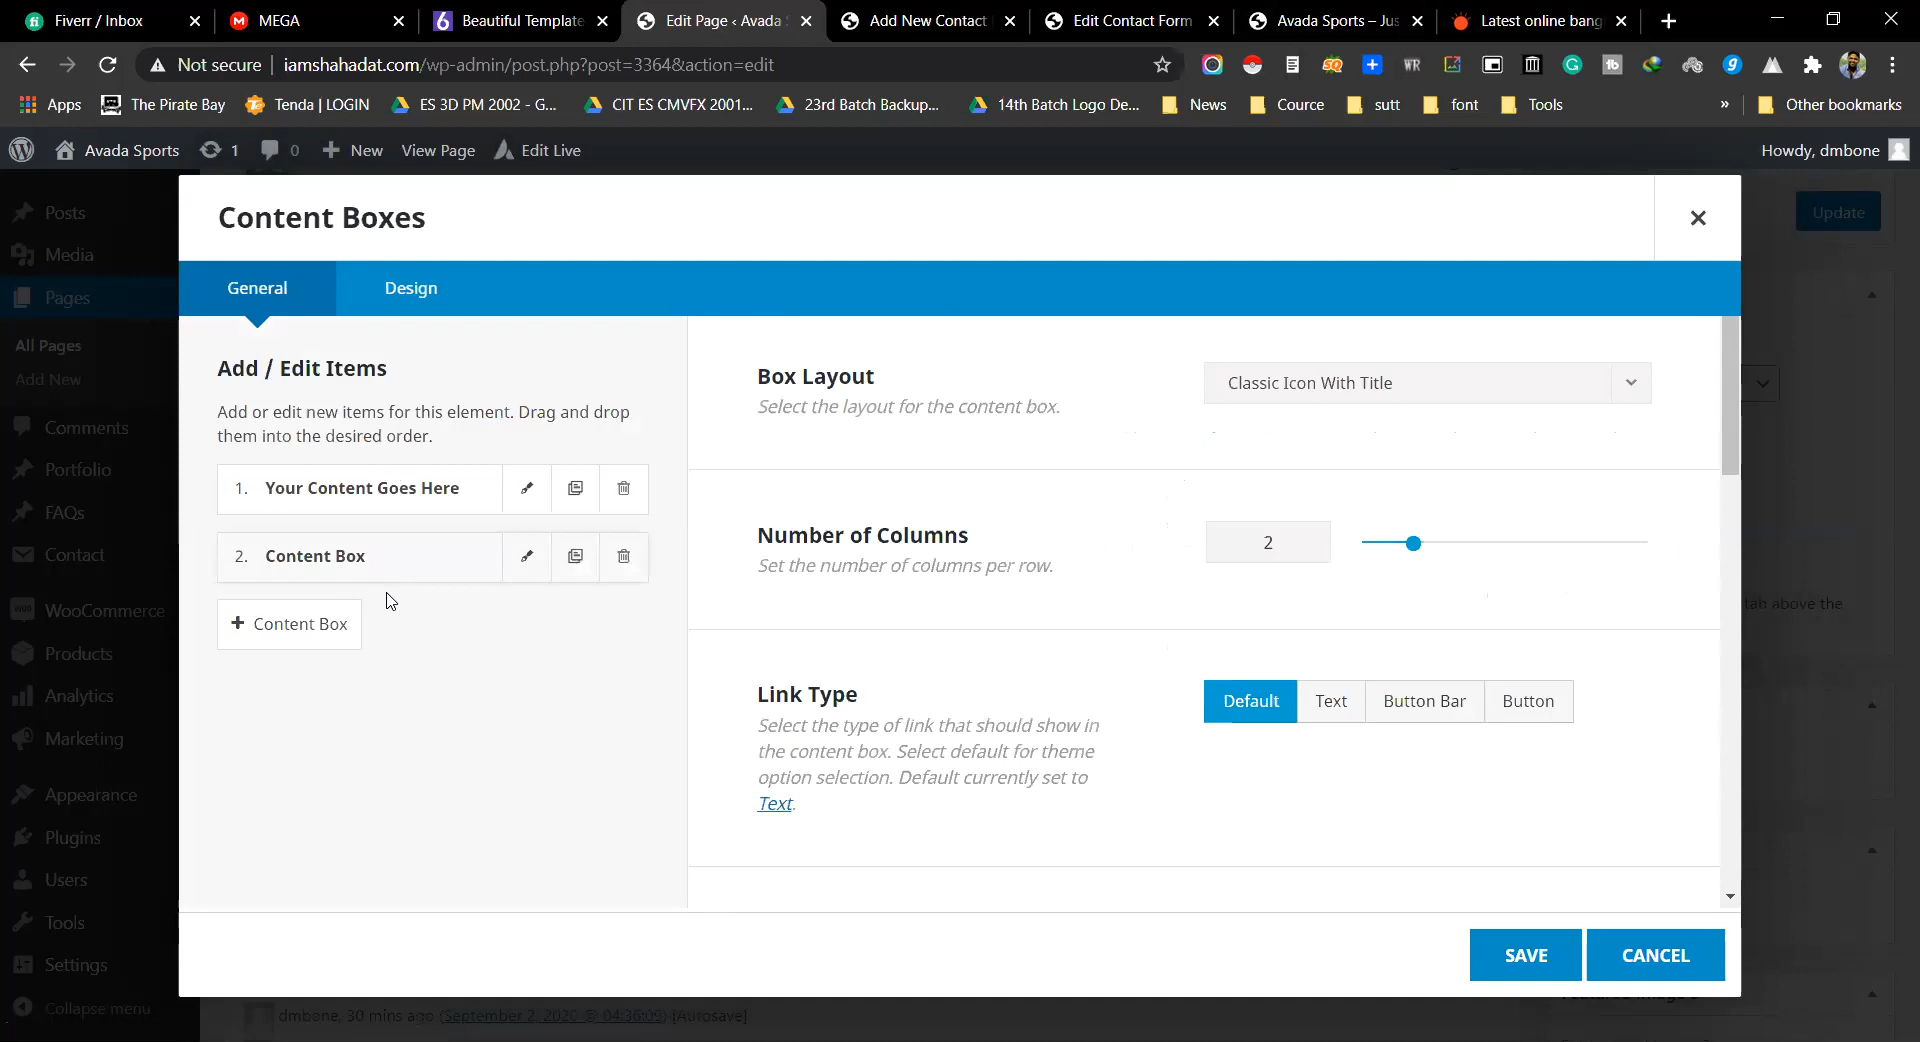 Fiverr / Inbox
MEGA
Beautiful Template
Edit Page ‹ Avada S
Add New Contact
Edit Contact Form
Avada Sports – Jus
Latest online bang
Not secure
iamshahadat.com/wp-admin/post.php?post=3364&action=edit
Apps
The Pirate Bay
Tenda | LOGIN
ES 3D PM 2002 - G...
CIT ES CMVFX 2001...
23rd Batch Backup...
14th Batch Logo De...
News
Cource
sutt
font
Tools
»
Other bookmarks
Avada Sports
1
0
New
View Page
Edit Live
Howdy, dmbone
Posts
Media
Pages
All Pages
Add New
Comments
Portfolio
FAQs
Contact
WooCommerce
Products
Analytics
Marketing
Appearance
Plugins
Users
Tools
Settings
Collapse menu
Update
Content Boxes
General
Design
Add / Edit Items
Add or edit new items for this element. Drag and drop
them into the desired order.
1. Your Content Goes Here
2. Content Box
+ Content Box
Box Layout
Select the layout for the content box.
Classic Icon With Title
Number of Columns
Set the number of columns per row.
2
Link Type
Select the type of link that should show in
the content box. Select default for theme
option selection. Default currently set to
Text.
Default
Text
Button Bar
Button
tab above the
SAVE
CANCEL
dmbone, 30 mins ago (September 2, 2020 @ 04:36:09) [Autosave]